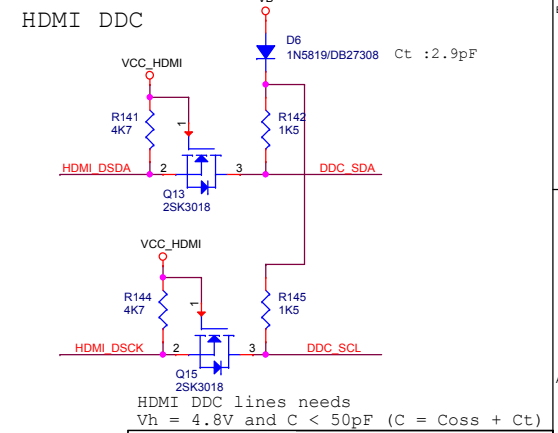 HDMI DDC
D6
1N5819/DB27308
Ct :2.9pF
VCC_HDMI
R141
4K7
1
R142
1K5
HDMI_DSDA
2
3
DDC_SDA
Q13
2SK3018
VCC_HDMI
R144
4K7
1
R145
1K5
HDMI_DSCK
2
3
DDC_SCL
Q15
2SK3018
HDMI DDC lines needs
Vh = 4.8V and C < 50pF (C = Coss + Ct)